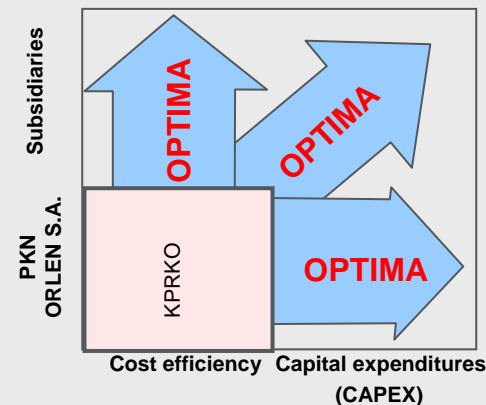 Subsidiaries
PKN
ORLEN S.A.
OPTIMA
OPTIMA
KPRKO
OPTIMA
Cost efficiency
Capital expenditures
(CAPEX)